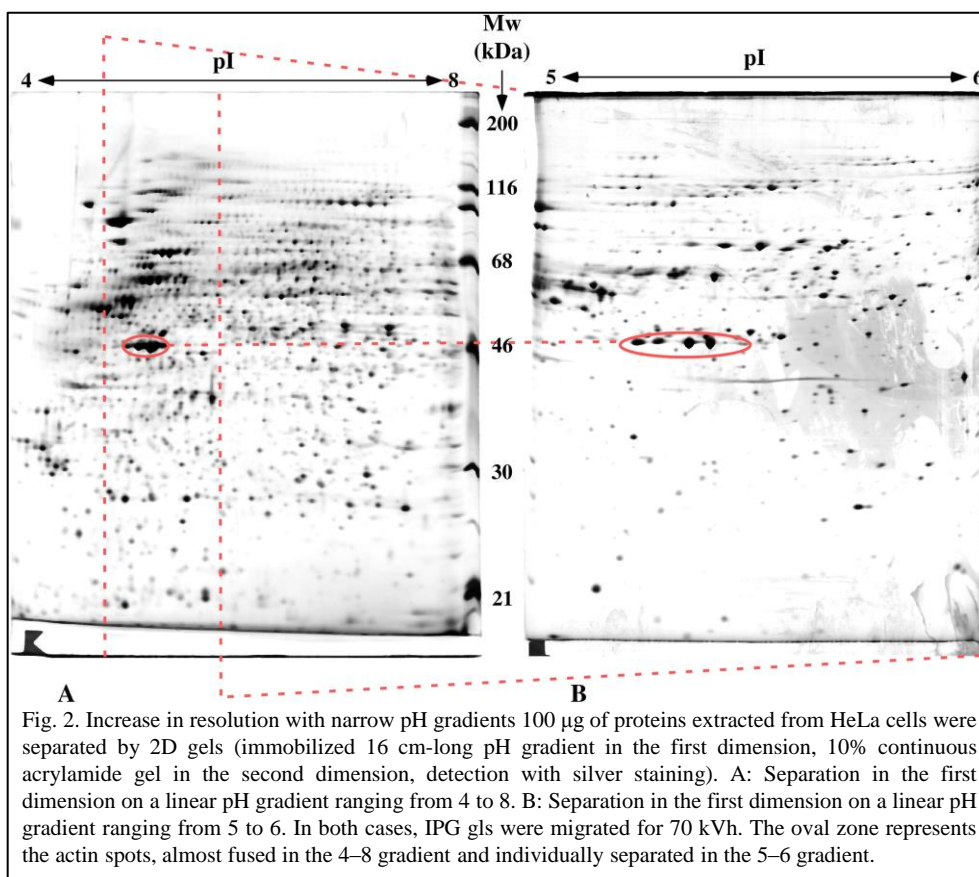 Mw
(kDa)
4 pI 8
5 pI 6
200
116
68
46
30
21
A B
Fig. 2. Increase in resolution with narrow pH gradients 100 μg of proteins extracted from HeLa cells were
separated by 2D gels (immobilized 16 cm-long pH gradient in the first dimension, 10% continuous
acrylamide gel in the second dimension, detection with silver staining). A: Separation in the first
dimension on a linear pH gradient ranging from 4 to 8. B: Separation in the first dimension on a linear pH
gradient ranging from 5 to 6. In both cases, IPG gls were migrated for 70 kVh. The oval zone represents
the actin spots, almost fused in the 4–8 gradient and individually separated in the 5–6 gradient.